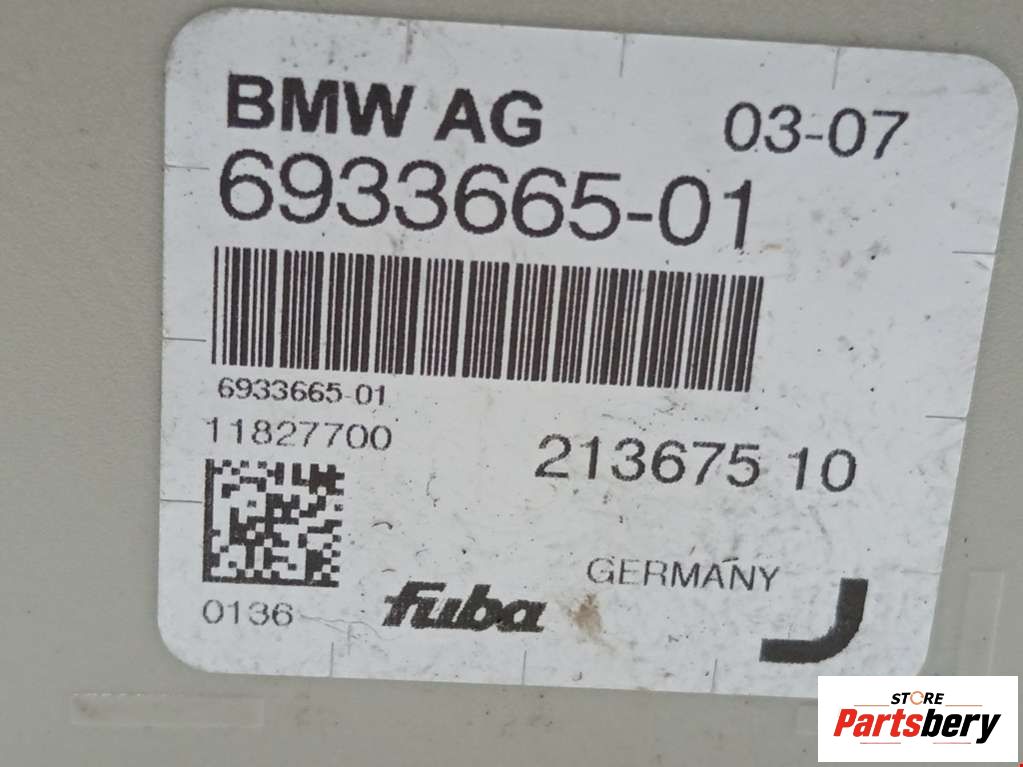 BMW AG
03-07
6933665-01
6933665-01
11827700
213675 10
GERMANY
0136
fuba
J
STORE
Partsbery